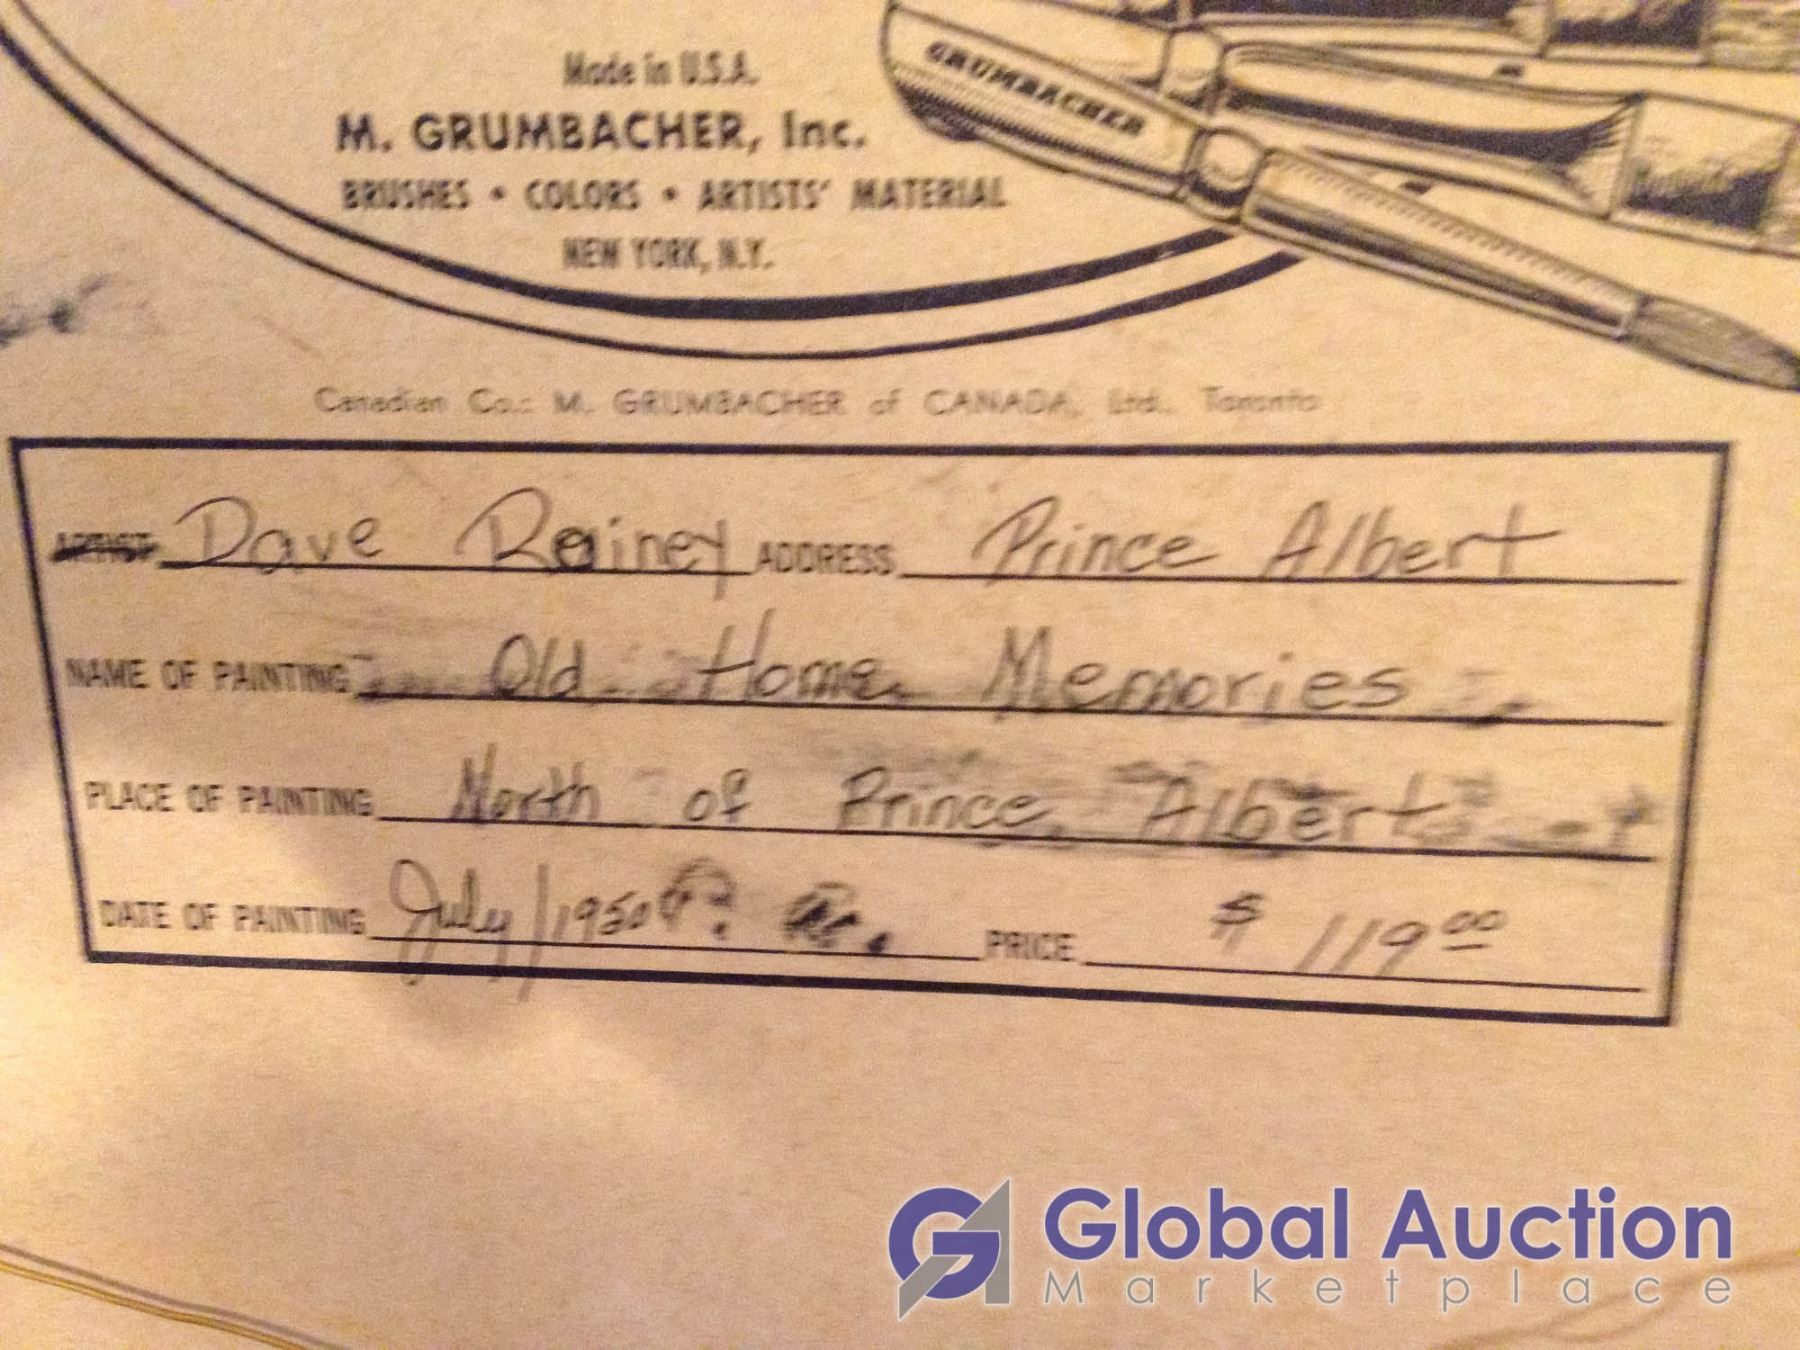 Made in U.S.A.
M. GRUMBACHER, Inc.
BRUSHES • COLORS • ARTISTS' MATERIAL
NEW YORK, N.Y.
GRUMBACHER
Canadian Co.: M. GRUMBACHER of CANADA, Ltd., Toronto
ARTIST Dave Rainey ADDRESS Prince Albert
NAME OF PAINTING Old Home Memories
PLACE OF PAINTING North of Prince Albert
DATE OF PAINTING July/1950 PRICE $ 119.00
Global Auction
Marketplace